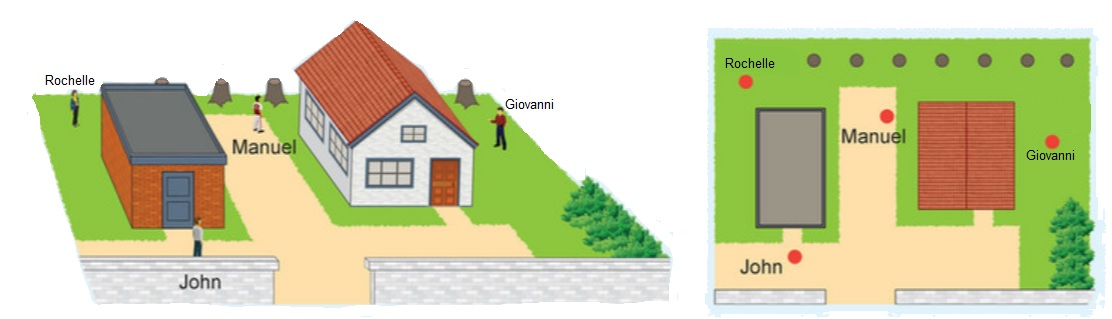 Rochelle
Giovanni
Manuel
John
Rochelle
Manuel
Giovanni
John